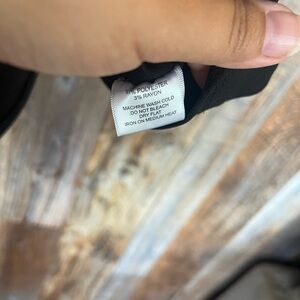 POLYESTER
3% RAYON
MACHINE WASH COLD
DO NOT BLEACH
DRY FLAT
IRON ON MEDIUM HEAT